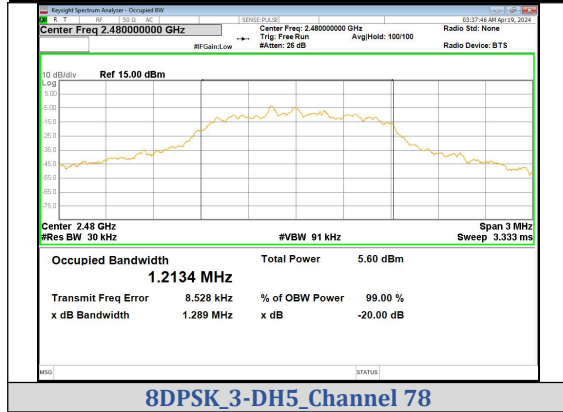 Keysight Spectrum Analyzer - Occupied BW
R T RF 50 Ω AC SENSE:PULSE 03:37:46 AM Apr 19, 2024
Center Freq 2.480000000 GHz Center Freq: 2.480000000 GHz Radio Std: None
Trig: Free Run Avg|Hold: 100/100
#IFGain:Low #Atten: 26 dB Radio Device: BTS
10 dB/div Ref 15.00 dBm
Log
5.00
-5.00
-15.0
-25.0
-35.0
-45.0
-55.0
-65.0
-75.0
Center 2.48 GHz Span 3 MHz
#Res BW 30 kHz #VBW 91 kHz Sweep 3.333 ms
Occupied Bandwidth Total Power 5.60 dBm
1.2134 MHz
Transmit Freq Error 8.528 kHz % of OBW Power 99.00 %
x dB Bandwidth 1.289 MHz x dB -20.00 dB
MSG STATUS
8DPSK_3-DH5_Channel 78